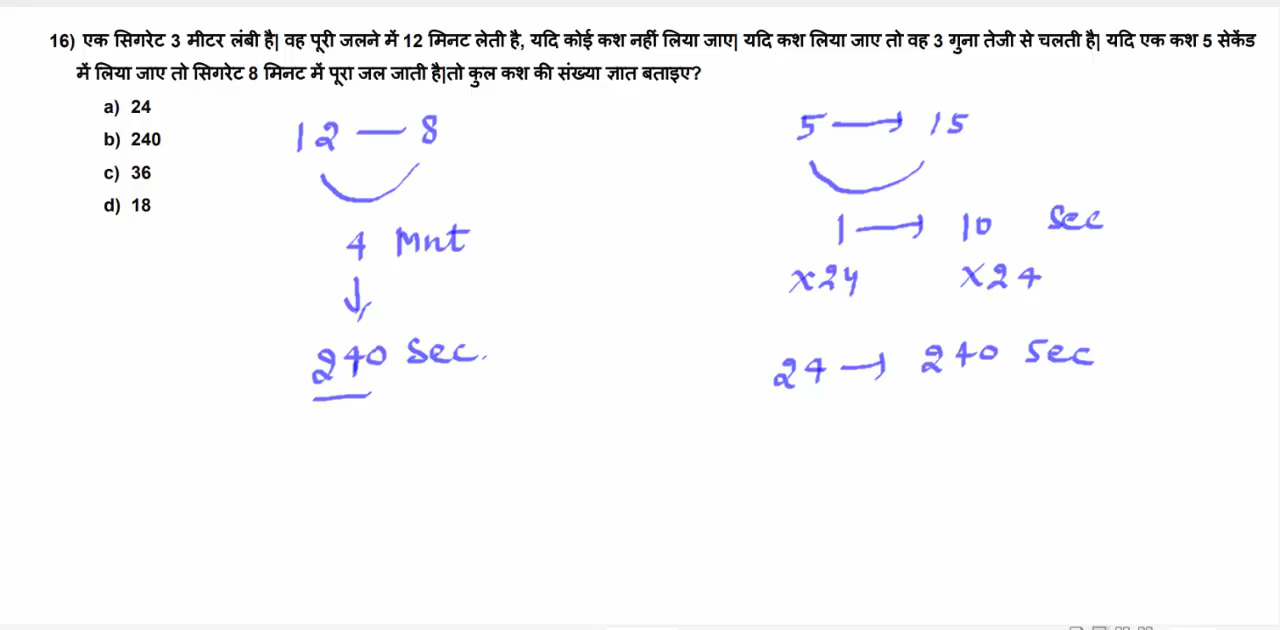 16) एक सिगरेट 3 मीटर लंबी है| वह पूरी जलने में 12 मिनट लेती है, यदि कोई कश नहीं लिया जाए| यदि कश लिया जाए तो वह 3 गुना तेजी से चलती है| यदि एक कश 5 सेकेंड
में लिया जाए तो सिगरेट 8 मिनट में पूरा जल जाती है|तो कुल कश की संख्या ज्ञात बताइए?
a) 24
b) 240
c) 36
d) 18
12 — 8
4 Mnt
↓
240 Sec.
5 → 15
1 → 10 Sec
x24 x24
24 → 240 Sec